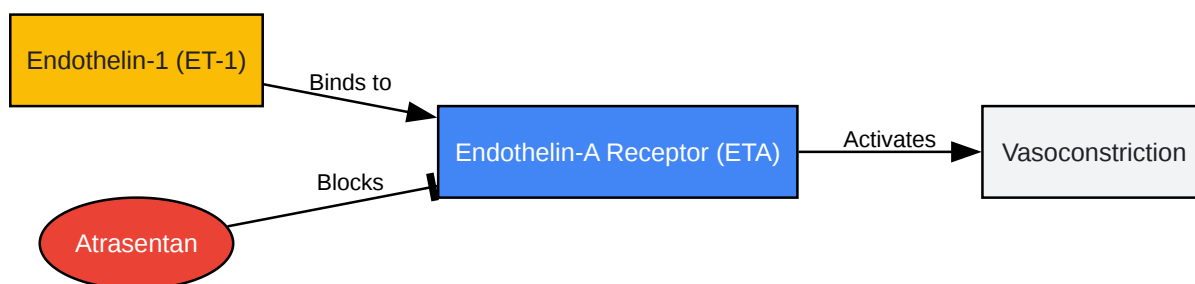 Endothelin-1 (ET-1)
Binds to
Endothelin-A Receptor (ETA)
Activates
Vasoconstriction
Blocks
Atrasentan